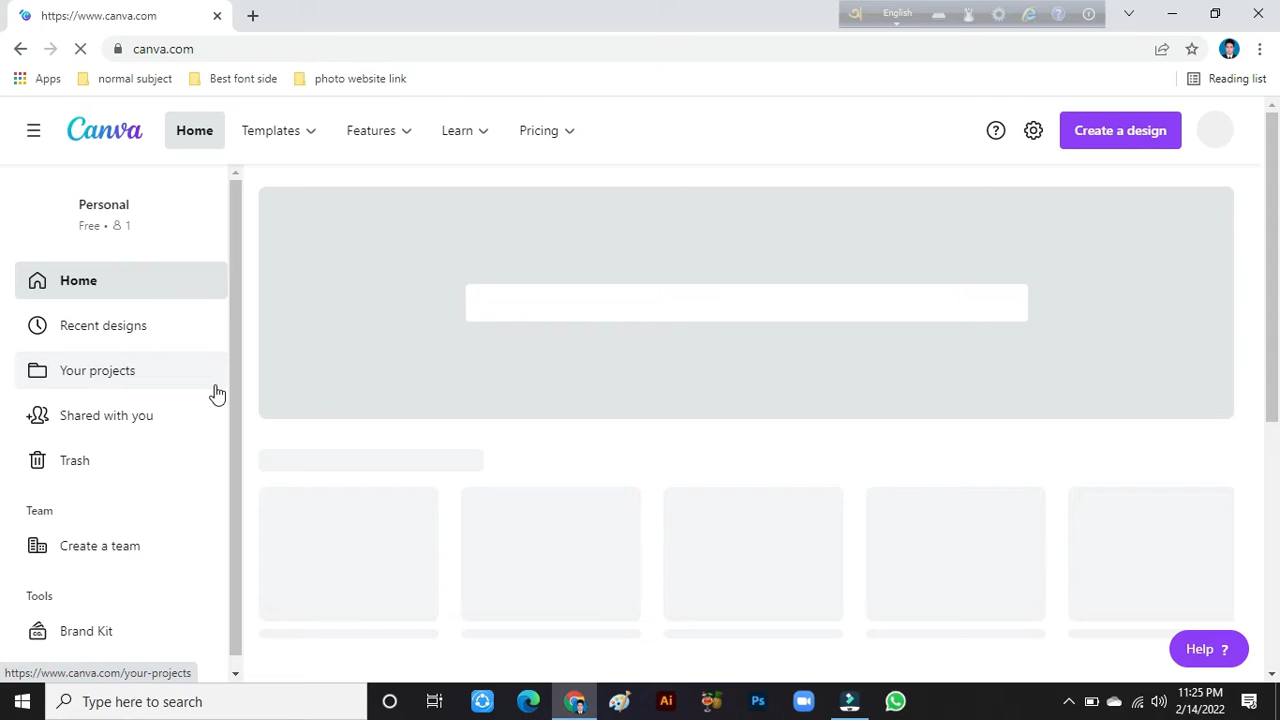 https://www.canva.com
English
canva.com
Apps
normal subject
Best font side
photo website link
Reading list
Canva
Home
Templates
Features
Learn
Pricing
Create a design
Personal
Free • 1
Home
Recent designs
Your projects
Shared with you
Trash
Team
Create a team
Tools
CO.
Brand Kit
Help ?
https://www.canva.com/your-projects
Type here to search
Ai
Ps
11:25 PM
2/14/2022